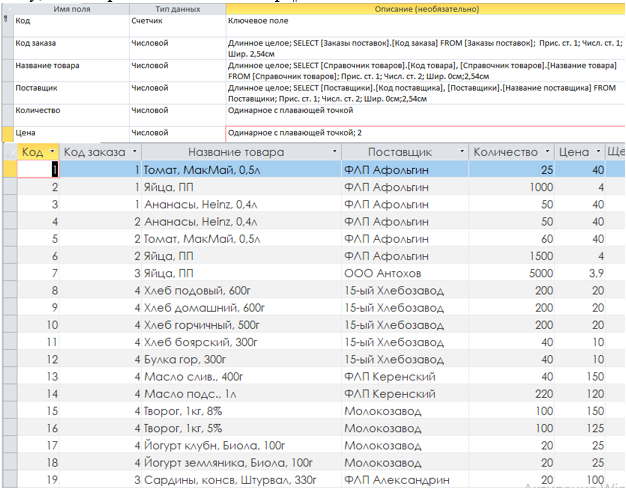 Имя поля Тип данных Описание (необязательно)
Код Счетчик Ключевое поле
Код заказа Числовой Длинное целое; SELECT [Заказы поставок].[Код заказа] FROM [Заказы поставок]; Прис. ст. 1; Числ. ст. 1;
Шир. 2,54см
Название товара Числовой Длинное целое; SELECT [Справочник товаров].[Код товара], [Справочник товаров].[Название товара]
FROM [Справочник товаров]; Прис. ст. 1; Числ. ст. 2; Шир. 0см;2,54см
Поставщик Числовой Длинное целое; SELECT [Поставщики].[Код поставщика], [Поставщики].[Название поставщика] FROM
Поставщики; Прис. ст. 1; Числ. ст. 2; Шир. 0см;2,54см
Количество Числовой Одинарное с плавающей точкой
Цена Числовой Одинарное с плавающей точкой; 2
Код Код заказа Название товара Поставщик Количество Цена
1 1 Томат, МакМай, 0,5л ФЛП Афольгин 25 40
2 1 Яйца, ПП ФЛП Афольгин 1000 4
3 1 Ананасы, Heinz, 0,4л ФЛП Афольгин 50 40
4 2 Ананасы, Heinz, 0,4л ФЛП Афольгин 50 40
5 2 Томат, МакМай, 0,5л ФЛП Афольгин 60 40
6 2 Яйца, ПП ФЛП Афольгин 1500 4
7 3 Яйца, ПП ООО Антохов 5000 3,9
8 4 Хлеб подовый, 600г 15-ый Хлебозавод 200 20
9 4 Хлеб домашний, 600г 15-ый Хлебозавод 200 20
10 4 Хлеб горчичный, 500г 15-ый Хлебозавод 200 20
11 4 Хлеб боярский, 300г 15-ый Хлебозавод 40 10
12 4 Булка гор, 300г 15-ый Хлебозавод 40 10
13 4 Масло слив., 400г ФЛП Керенский 40 150
14 4 Масло подс., 1л ФЛП Керенский 220 120
15 4 Творог, 1кг, 8% Молокозавод 100 150
16 4 Творог, 1кг, 5% Молокозавод 100 125
17 4 Йогурт клубн, Биола, 100г Молокозавод 20 25
18 4 Йогурт земляника, Биола, 100г Молокозавод 20 25
19 3 Сардины, консв, Штурвал, 330г ФЛП Александрин 20 100